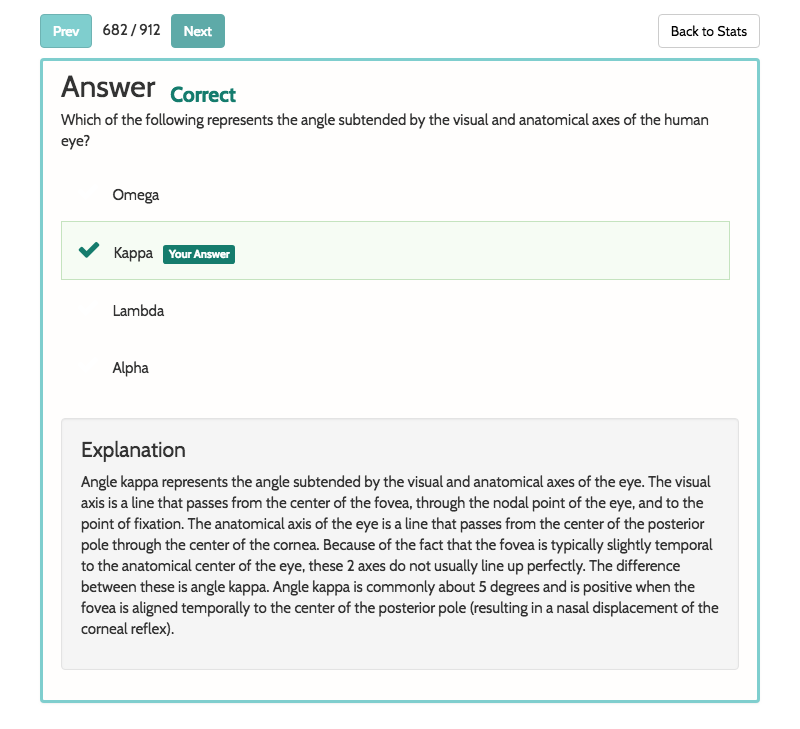 Prev 682 / 912 Next Back to Stats
Answer Correct
Which of the following represents the angle subtended by the visual and anatomical axes of the human
eye?
Omega
Kappa Your Answer
Lambda
Alpha
Explanation
Angle kappa represents the angle subtended by the visual and anatomical axes of the eye. The visual
axis is a line that passes from the center of the fovea, through the nodal point of the eye, and to the
point of fixation. The anatomical axis of the eye is a line that passes from the center of the posterior
pole through the center of the cornea. Because of the fact that the fovea is typically slightly temporal
to the anatomical center of the eye, these 2 axes do not usually line up perfectly. The difference
between these is angle kappa. Angle kappa is commonly about 5 degrees and is positive when the
fovea is aligned temporally to the center of the posterior pole (resulting in a nasal displacement of the
corneal reflex).